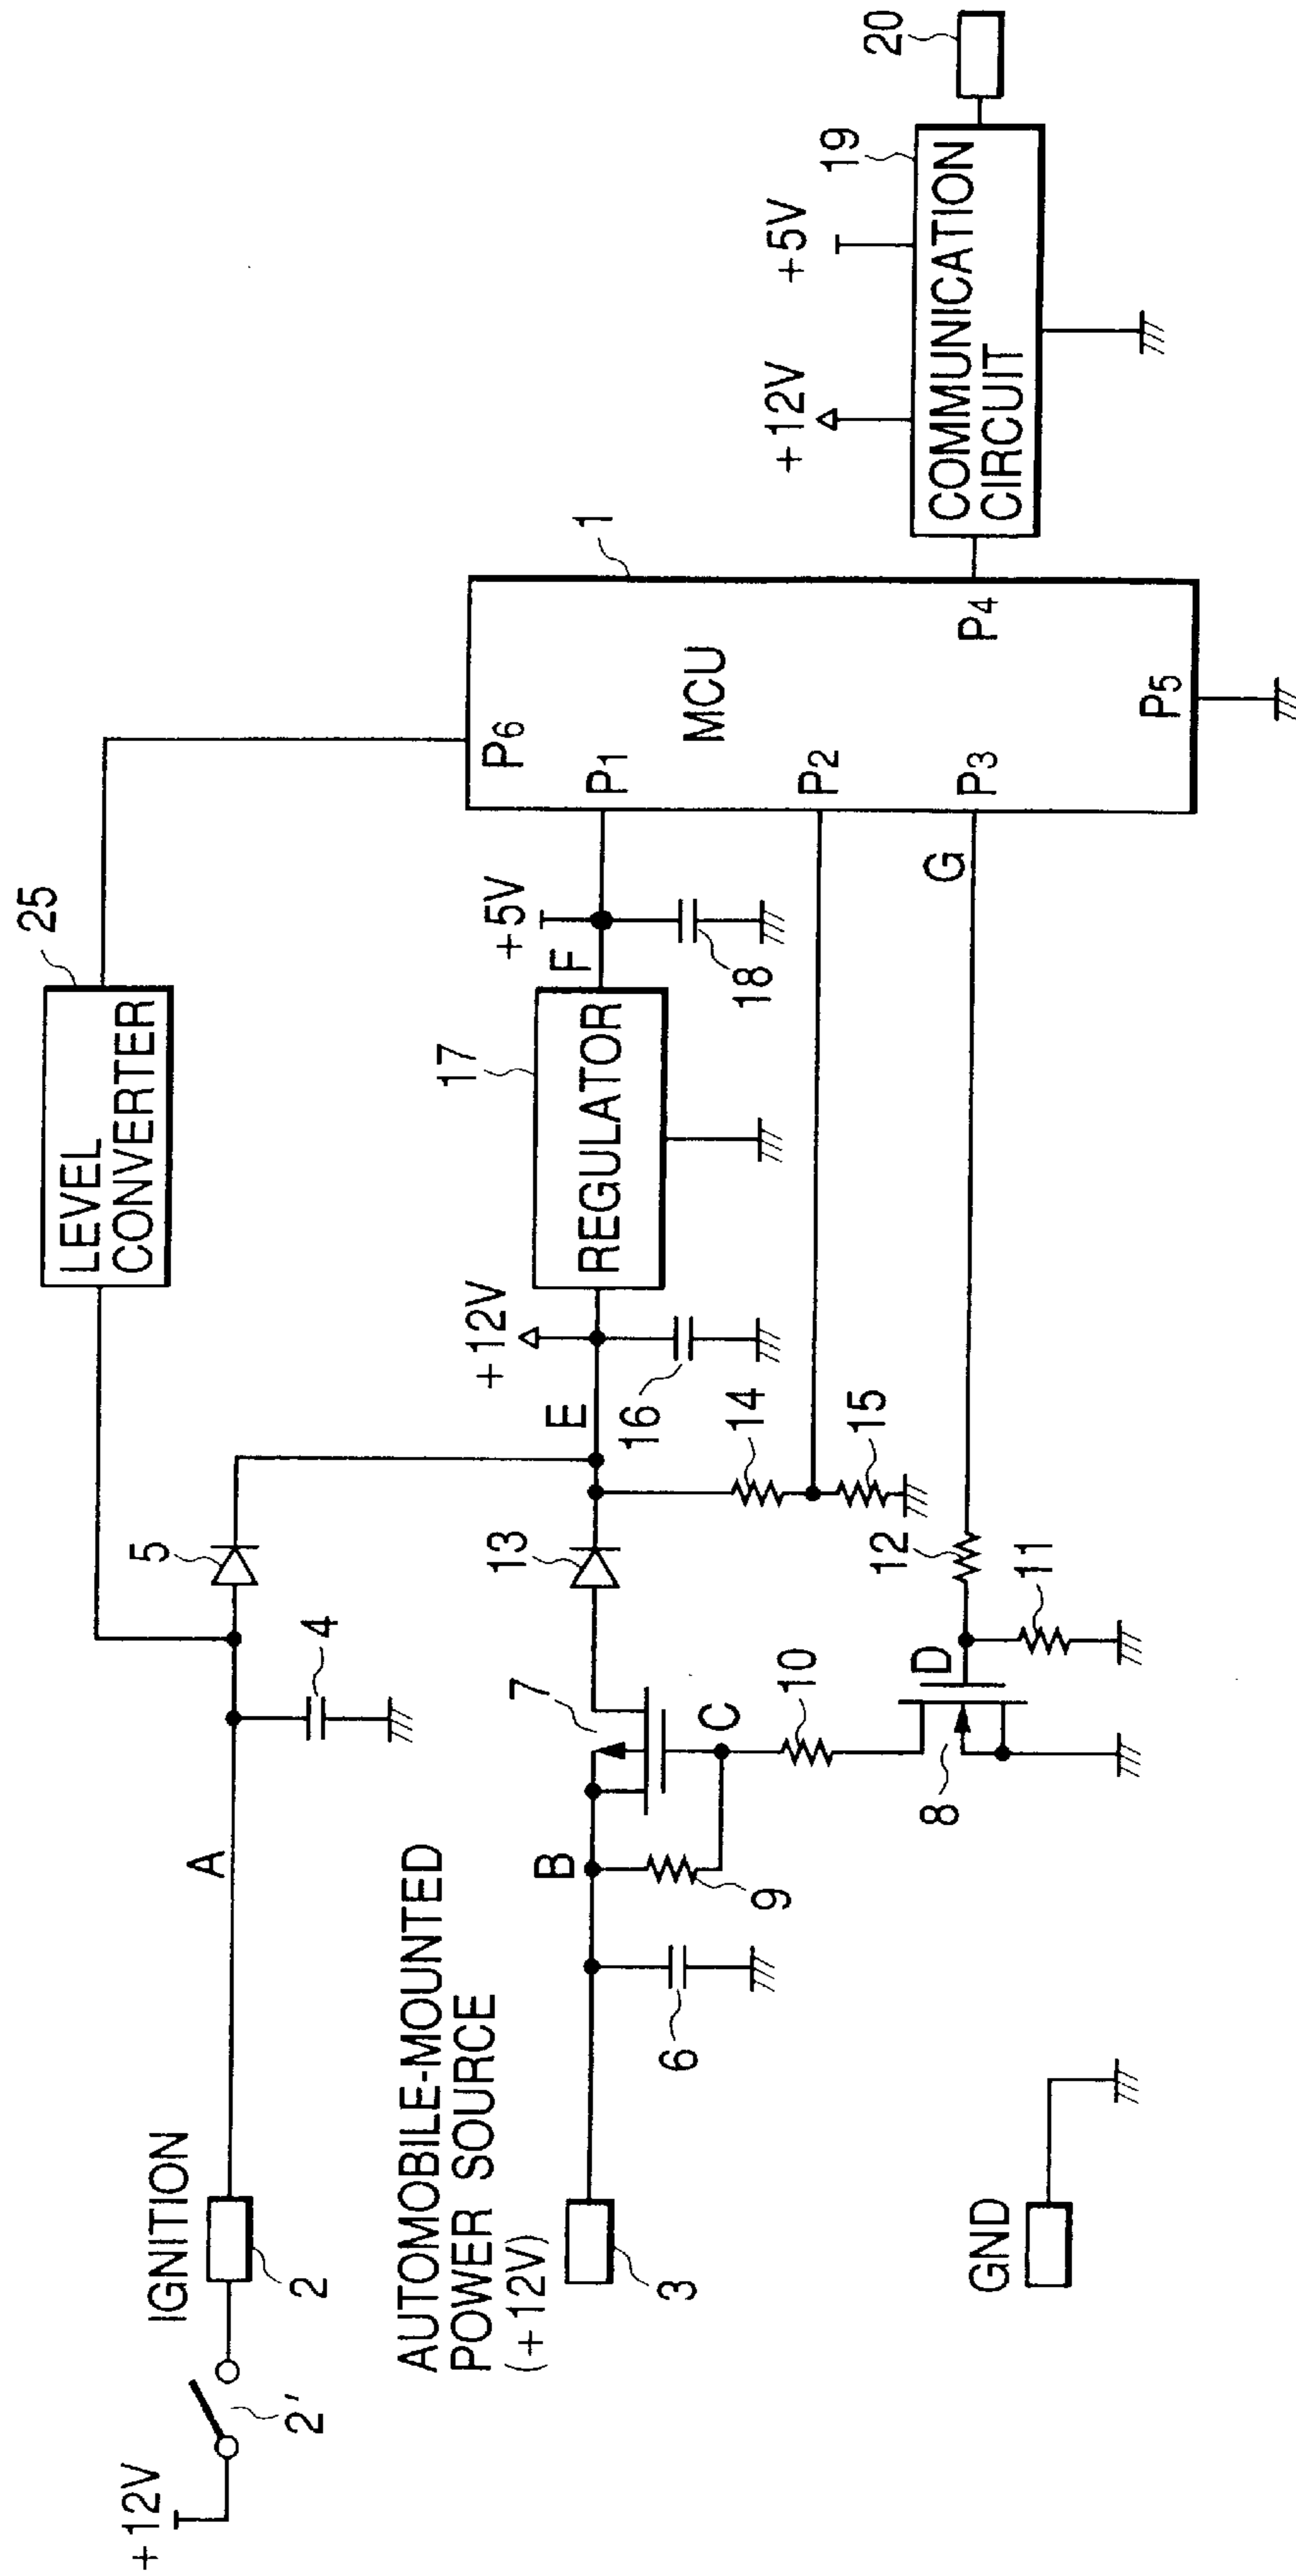 +12V
2'
IGNITION
2
A
4
5
LEVEL
CONVERTER
25
AUTOMOBILE-MOUNTED
POWER SOURCE
(+12V)
3
6
B
9
7
C
10
13
E
+12V
16
REGULATOR
17
F
+5V
18
14
15
8
D
11
12
G
GND
P6
P1
P2
P3
P4
P5
MCU
1
COMMUNICATION
CIRCUIT
+12V
+5V
19
20